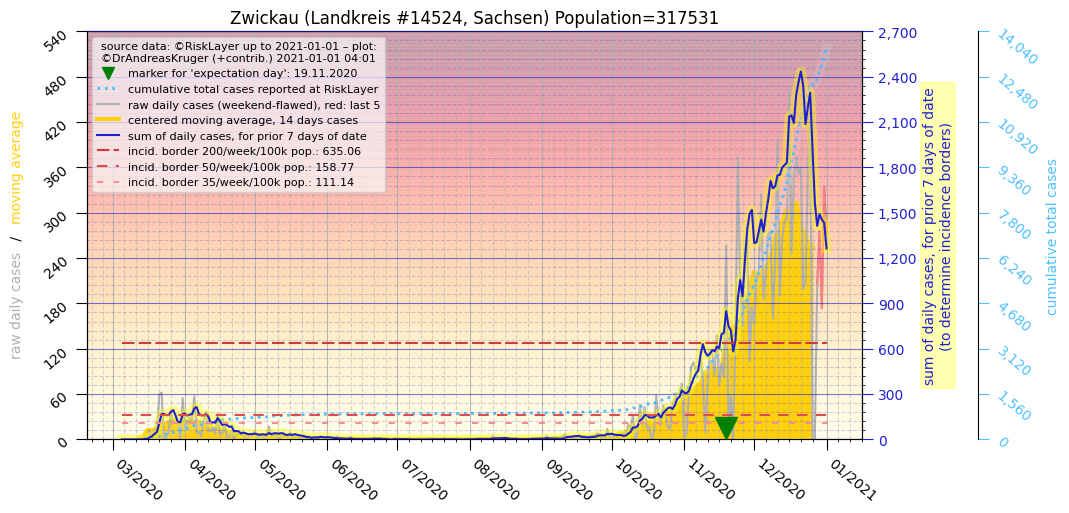 Zwickau (Landkreis #14524, Sachsen) Population=317531
source data: ©RiskLayer up to 2021-01-01 – plot:
©DrAndreasKruger (+contrib.) 2021-01-01 04:01
marker for 'expectation day': 19.11.2020
cumulative total cases reported at RiskLayer
raw daily cases (weekend-flawed), red: last 5
centered moving average, 14 days cases
sum of daily cases, for prior 7 days of date
incid. border 200/week/100k pop.: 635.06
incid. border 50/week/100k pop.: 158.77
incid. border 35/week/100k pop.: 111.14
raw daily cases / moving average
540
480
420
360
300
240
180
120
60
0
03/2020
04/2020
05/2020
06/2020
07/2020
08/2020
09/2020
10/2020
11/2020
12/2020
01/2021
2,700
2,400
2,100
1,800
1,500
1,200
900
600
300
0
sum of daily cases, for prior 7 days of date
(to determine incidence borders)
14,040
12,480
10,920
9,360
7,800
6,240
4,680
3,120
1,560
0
cumulative total cases